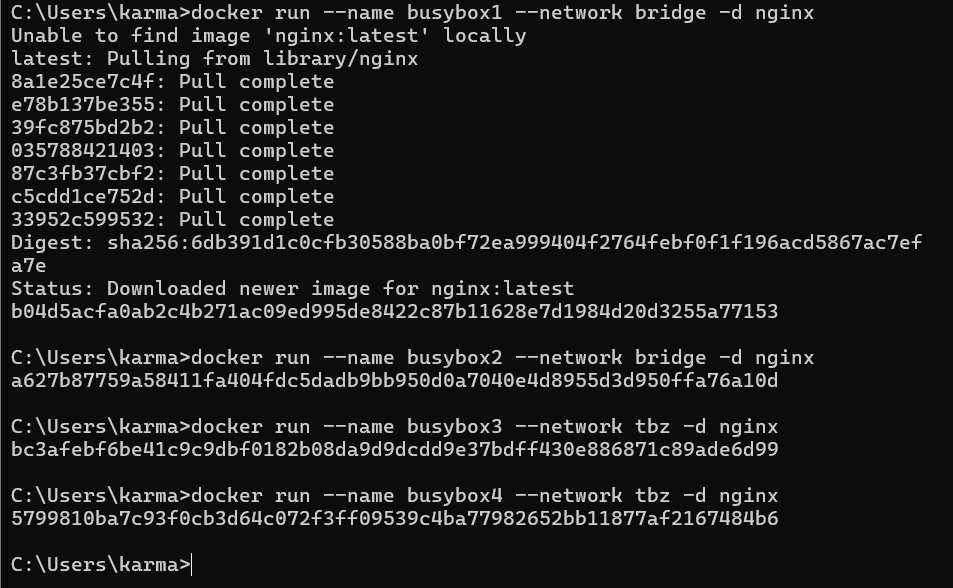 C:\Users\karma>docker run --name busybox1 --network bridge -d nginx
Unable to find image 'nginx:latest' locally
latest: Pulling from library/nginx
8a1e25ce7c4f: Pull complete
e78b137be355: Pull complete
39fc875bd2b2: Pull complete
035788421403: Pull complete
87c3fb37cbf2: Pull complete
c5cdd1ce752d: Pull complete
33952c599532: Pull complete
Digest: sha256:6db391d1c0cfb30588ba0bf72ea999404f2764febf0f1f196acd5867ac7ef
a7e
Status: Downloaded newer image for nginx:latest
b04d5acfa0ab2c4b271ac09ed995de8422c87b11628e7d1984d20d3255a77153
C:\Users\karma>docker run --name busybox2 --network bridge -d nginx
a627b87759a58411fa404fdc5dadb9bb950d0a7040e4d8955d3d950ffa76a10d
C:\Users\karma>docker run --name busybox3 --network tbz -d nginx
bc3afebf6be41c9c9dbf0182b08da9d9dcdd9e37bdff430e886871c89ade6d99
C:\Users\karma>docker run --name busybox4 --network tbz -d nginx
5799810ba7c93f0cb3d64c072f3ff09539c4ba77982652bb11877af2167484b6
C:\Users\karma>